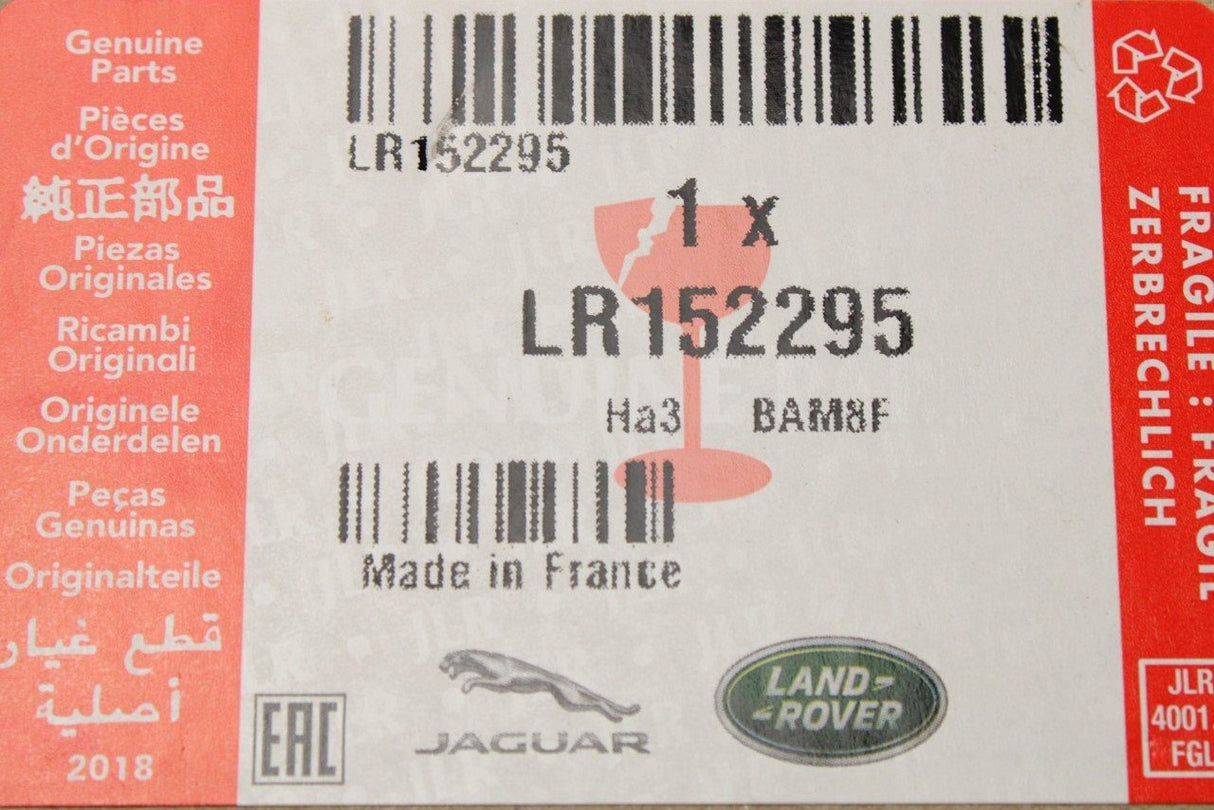 Genuine
Parts
Pièces
d'Origine
純正部品
Piezas
Originales
Ricambi
Originali
Originele
Onderdelen
Peças
Genuinas
Originalteile
قطع غيار
أصلية
2018
LR152295
1 x
LR152295
Ha3 BAM8F
Made in France
EAC
JAGUAR
LAND-
-ROVER
GENUINE
FRAGILE : FRAGIL
ZERBRECHLICH
JLR
4001
FGL